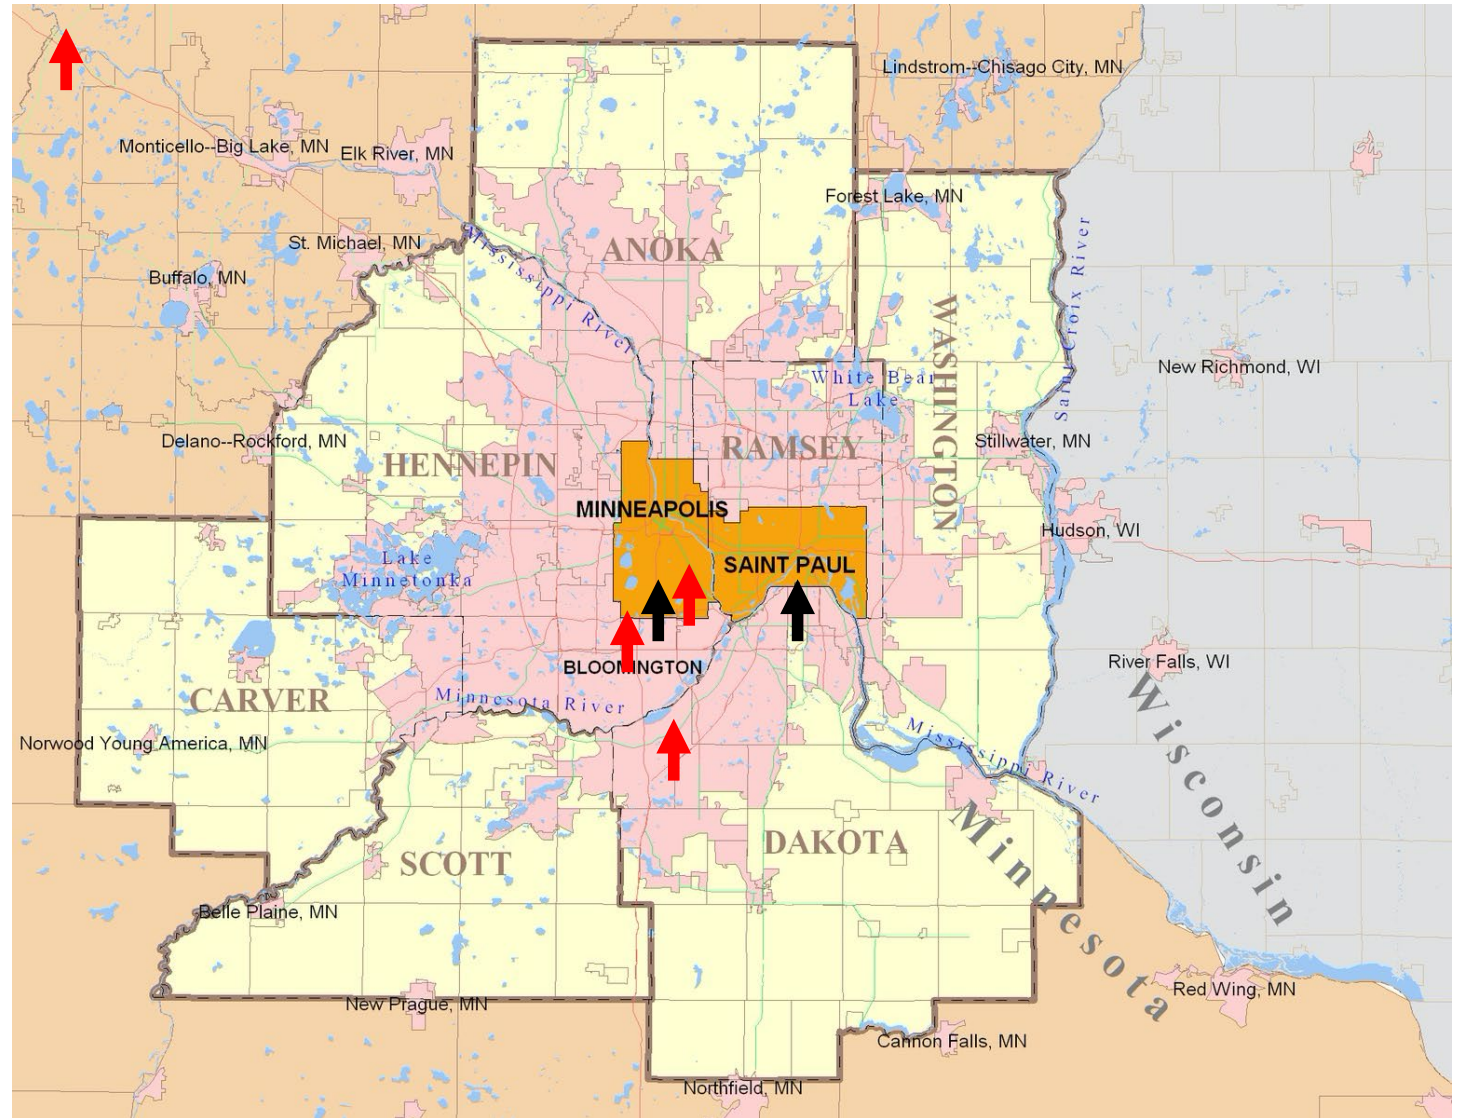 Lindstrom--Chisago City, MN
Monticello--Big Lake, MN
Elk River, MN
Forest Lake, MN
St. Michael, MN
ANOKA
Mississippi River
Saint Croix River
Buffalo, MN
WASHINGTON
New Richmond, WI
White Bear
Lake
Delano--Rockford, MN
HENNEPIN
RAMSEY
Stillwater, MN
MINNEAPOLIS
Hudson, WI
Lake
Minnetonka
SAINT PAUL
BLOOMINGTON
River Falls, WI
CARVER
Minnesota River
Norwood Young America, MN
Mississippi River
Wisconsin
Minnesota
DAKOTA
SCOTT
Belle Plaine, MN
New Prague, MN
Red Wing, MN
Cannon Falls, MN
Northfield, MN